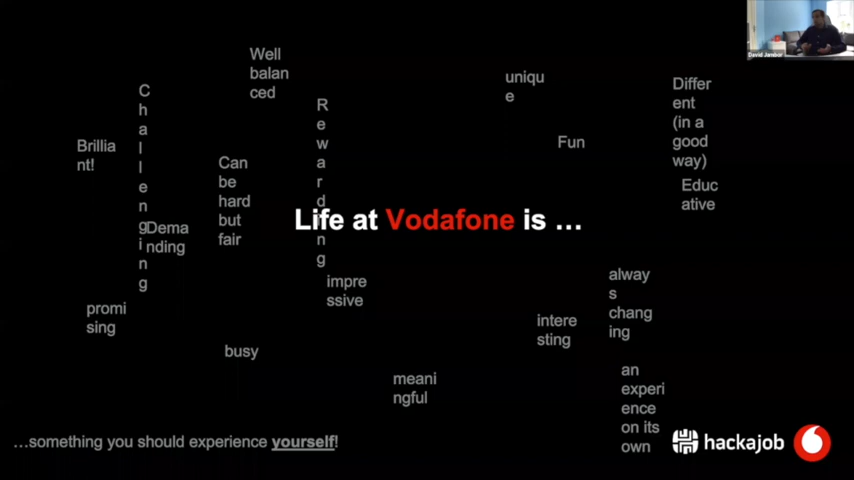 David Jambor
Well
balan
ced
uniqu
e
Differ
ent
(in a
good
way)
C
h
a
l
l
e
n
g
i
n
g
R
e
w
a
r
d
i
n
g
Brillia
nt!
Fun
Can
be
hard
but
fair
Educ
ative
Dema
nding
Life at Vodafone is …
impre
ssive
alway
s
chang
ing
promi
sing
intere
sting
busy
meani
ngful
an
experi
ence
on its
own
…something you should experience yourself!
hackajob